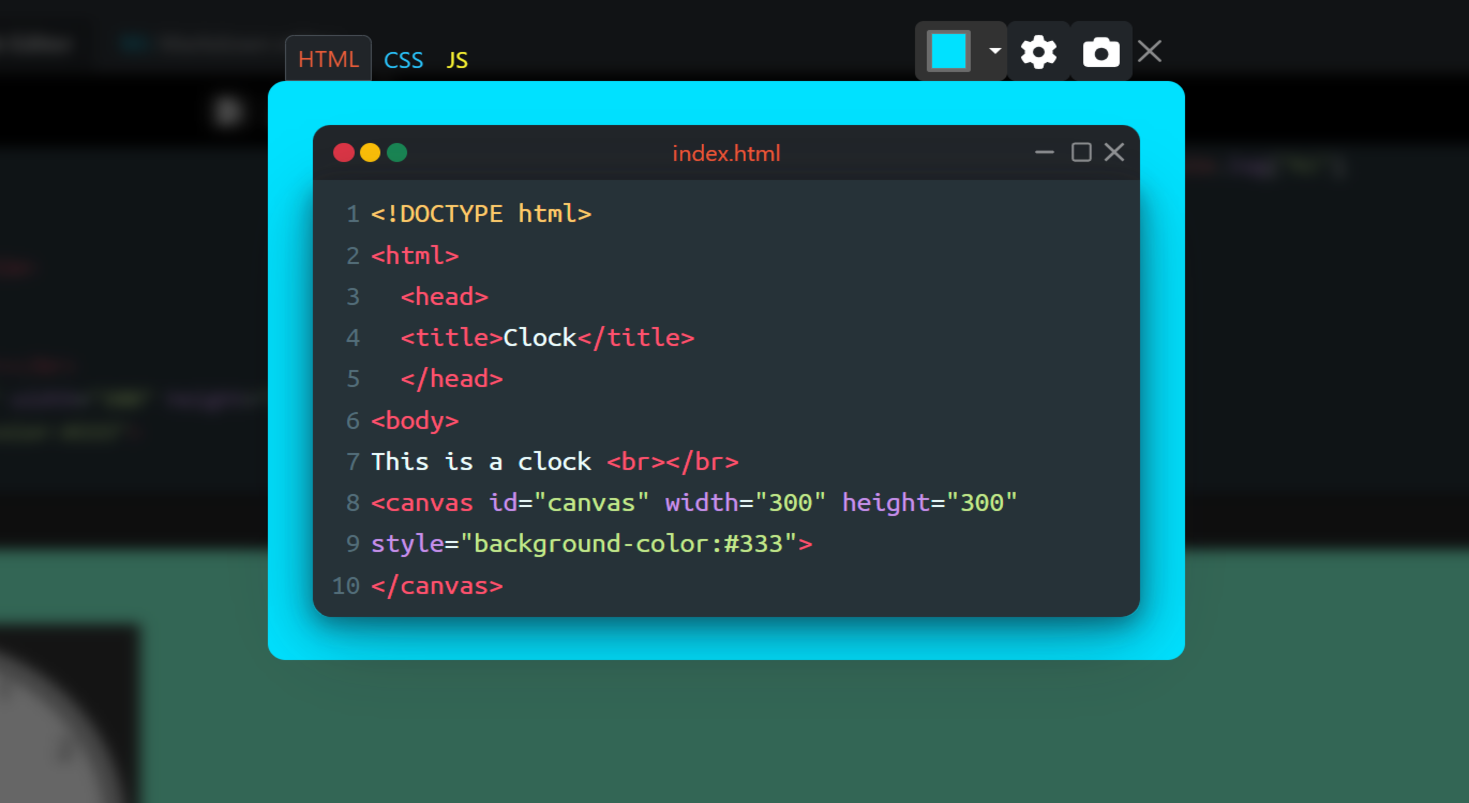 HTML CSS JS
index.html
1 <!DOCTYPE html>
2 <html>
3   <head>
4   <title>Clock</title>
5   </head>
6 <body>
7 This is a clock <br></br>
8 <canvas id="canvas" width="300" height="300"
9 style="background-color:#333">
10 </canvas>